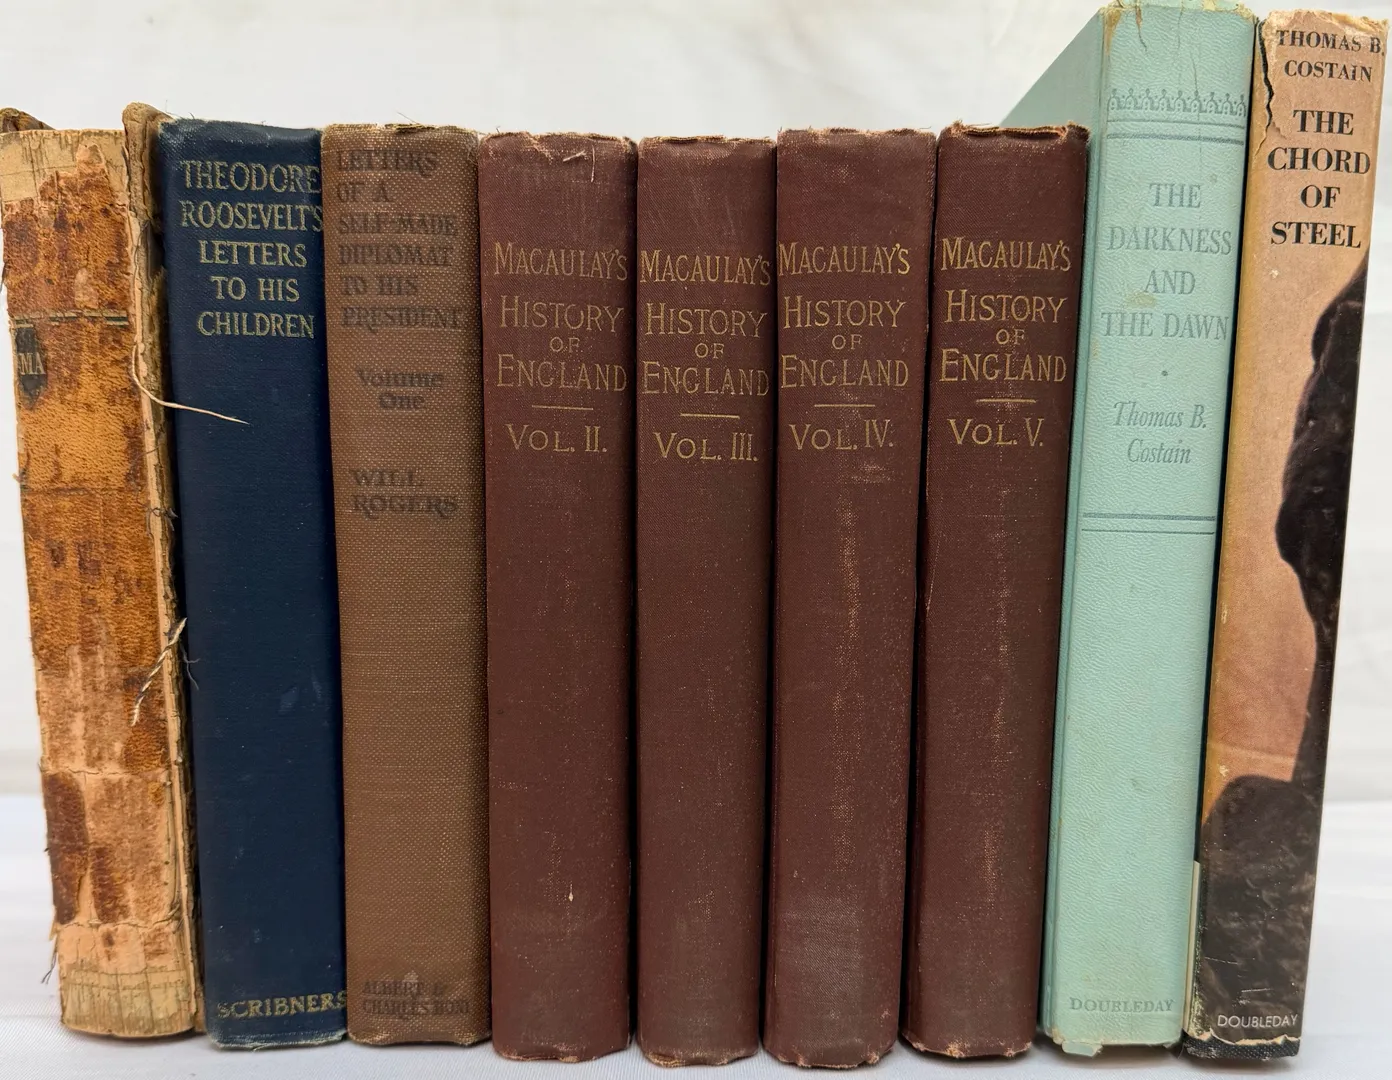 MA
THEODORE
ROOSEVELT'S
LETTERS
TO HIS
CHILDREN
SCRIBNERS
LETTERS
OF A
SELF-MADE
DIPLOMAT
TO HIS
PRESIDENT
Volume
One
WILL
ROGERS
ALBERT &
CHARLES BONI
MACAULAY'S
HISTORY
OF
ENGLAND
VOL. II.
MACAULAY'S
HISTORY
OF
ENGLAND
VOL. III.
MACAULAY'S
HISTORY
OF
ENGLAND
VOL. IV.
MACAULAY'S
HISTORY
OF
ENGLAND
VOL. V.
THE
DARKNESS
AND
THE DAWN
Thomas B.
Costain
DOUBLEDAY
THOMAS B.
COSTAIN
THE
CHORD
OF
STEEL
DOUBLEDAY